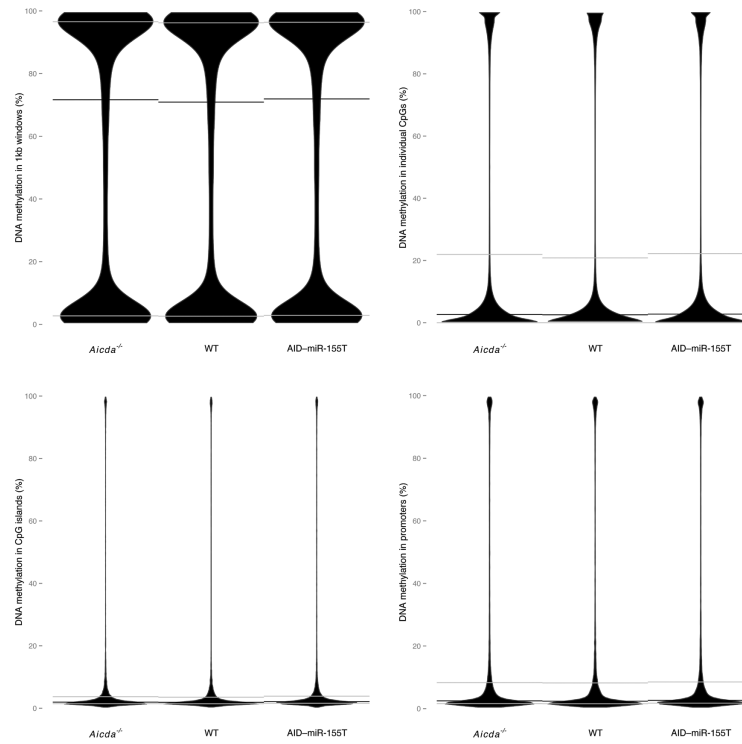 DNA methylation in 1kb windows (%)
100
80
60
40
20
0
Aicda-/-
WT
AID–miR-155T
DNA methylation in individual CpGs (%)
100
80
60
40
20
0
Aicda-/-
WT
AID–miR-155T
DNA methylation in CpG islands (%)
100
80
60
40
20
0
Aicda-/-
WT
AID–miR-155T
DNA methylation in promoters (%)
100
80
60
40
20
0
Aicda-/-
WT
AID–miR-155T